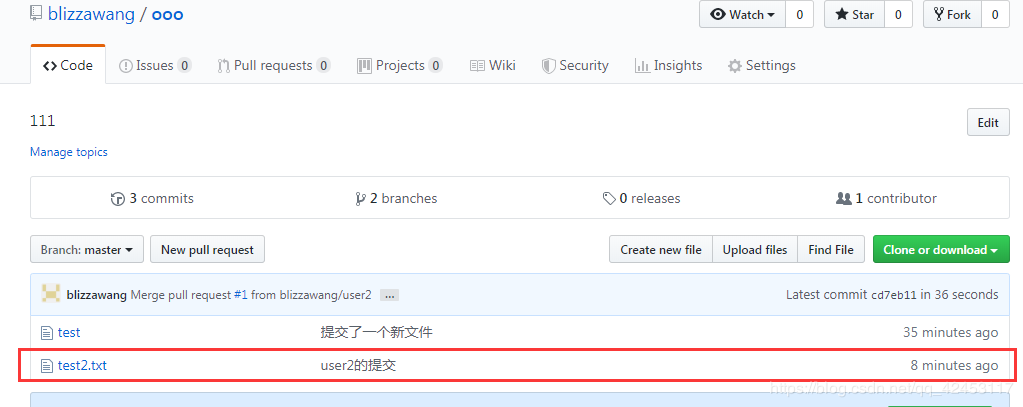 blizzawang / ooo
Watch 0 Star 0 Fork 0
Code Issues 0 Pull requests 0 Projects 0 Wiki Security Insights Settings
111
Edit
Manage topics
3 commits 2 branches 0 releases 1 contributor
Branch: master New pull request Create new file Upload files Find File Clone or download
blizzawang Merge pull request #1 from blizzawang/user2 ... Latest commit cd7eb11 in 36 seconds
test 提交了一个新文件 35 minutes ago
test2.txt user2的提交 8 minutes ago
https://blog.csdn.net/qq_42453117